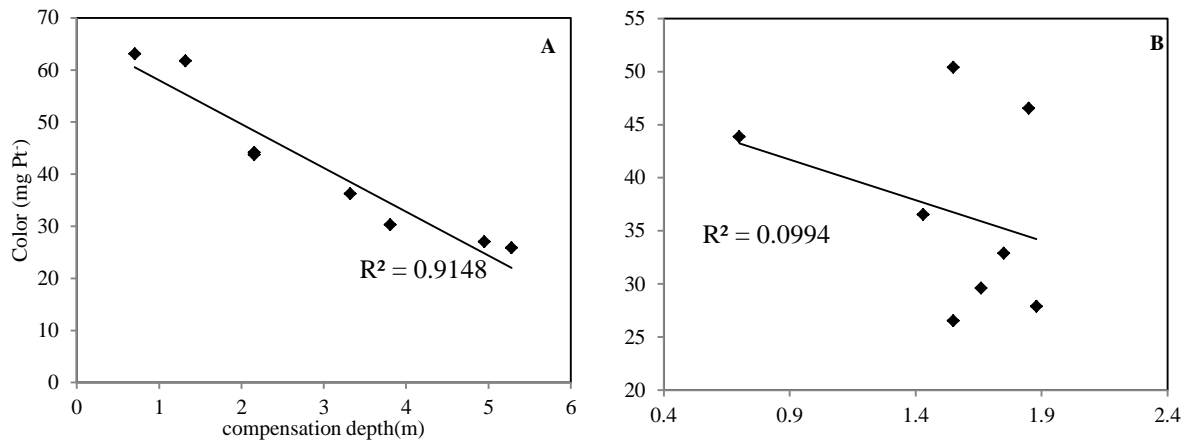 Color (mg Pt-)
70
60
50
40
30
20
10
0
A
R² = 0.9148
0 1 2 3 4 5 6
compensation depth(m)
55
50
45
40
35
30
25
20
B
R² = 0.0994
0.4 0.9 1.4 1.9 2.4